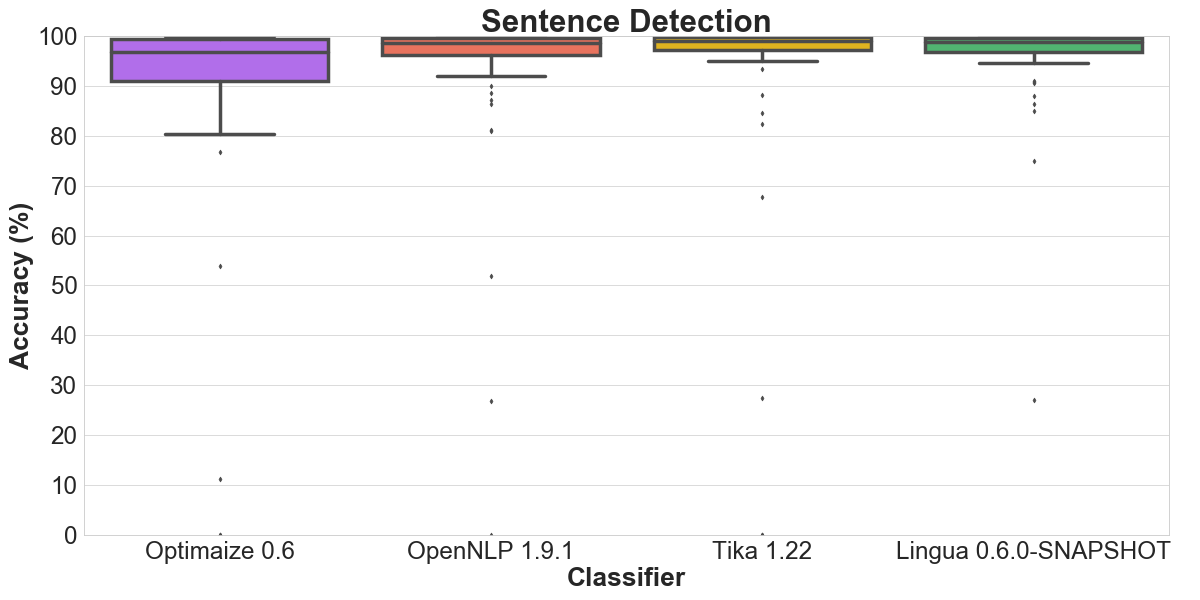 Sentence Detection
100
90
80
70
60
50
40
30
20
10
0
Accuracy (%)
Optimaize 0.6 OpenNLP 1.9.1 Tika 1.22 Lingua 0.6.0-SNAPSHOT
Classifier